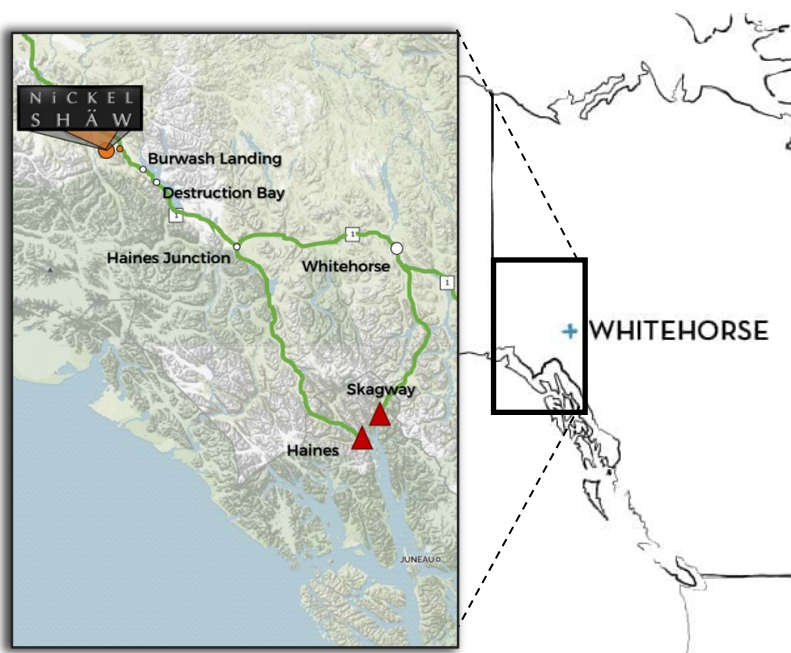 NiCKEL
SHÄW
Burwash Landing
Destruction Bay
1
Haines Junction
1
Whitehorse
1
Skagway
Haines
JUNEAU
WHITEHORSE